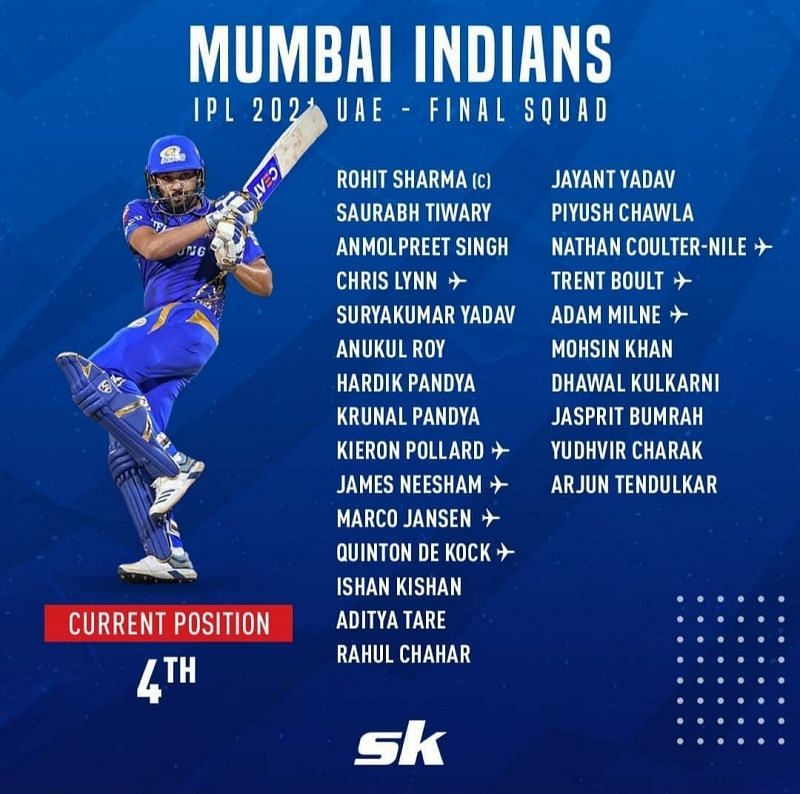 MUMBAI INDIANS
IPL 2021 UAE - FINAL SQUAD
CEAT
ROHIT SHARMA (C)
SAURABH TIWARY
ANMOLPREET SINGH
CHRIS LYNN
SURYAKUMAR YADAV
ANUKUL ROY
HARDIK PANDYA
KRUNAL PANDYA
KIERON POLLARD
JAMES NEESHAM
MARCO JANSEN
QUINTON DE KOCK
ISHAN KISHAN
ADITYA TARE
RAHUL CHAHAR
JAYANT YADAV
PIYUSH CHAWLA
NATHAN COULTER-NILE
TRENT BOULT
ADAM MILNE
MOHSIN KHAN
DHAWAL KULKARNI
JASPRIT BUMRAH
YUDHVIR CHARAK
ARJUN TENDULKAR
CURRENT POSITION
4TH
sk